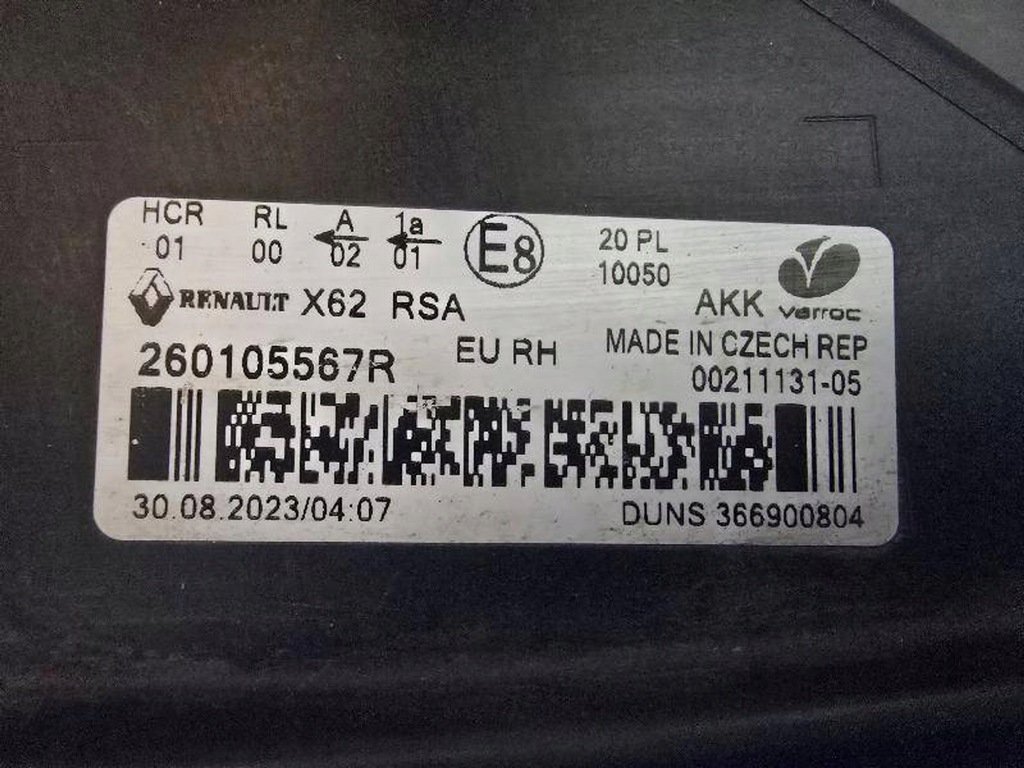 HCR RL A 1a E8 20 PL
01 00 02 01 10050
RENAULT X62 RSA AKK varroc
260105567R EU RH MADE IN CZECH REP
00211131-05
30.08.2023/04:07 DUNS 366900804